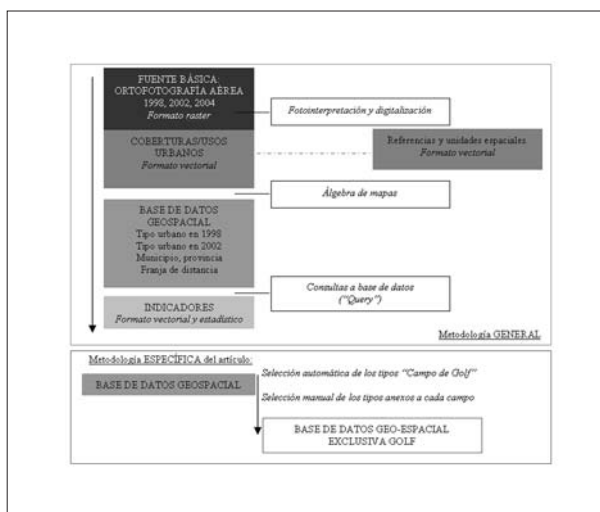 FUENTE BÁSICA:
ORTOFOTOGRAFÍA AÉREA
1998, 2002, 2004
Formato raster
Fotointerpretación y digitalización
COBERTURAS/USOS
URBANOS
Formato vectorial
Referencias y unidades espaciales
Formato vectorial
Álgebra de mapas
BASE DE DATOS
GEOSPACIAL
Tipo urbano en 1998
Tipo urbano en 2002
Municipio, provincia
Franja de distancia
Consultas a base de datos
("Query")
INDICADORES
Formato vectorial y estadístico
Metodología GENERAL
Metodología ESPECÍFICA del artículo:
BASE DE DATOS GEOSPACIAL
Selección automática de los tipos "Campo de Golf"
Selección manual de los tipos anexos a cada campo
BASE DE DATOS GEO-ESPACIAL
EXCLUSIVA GOLF